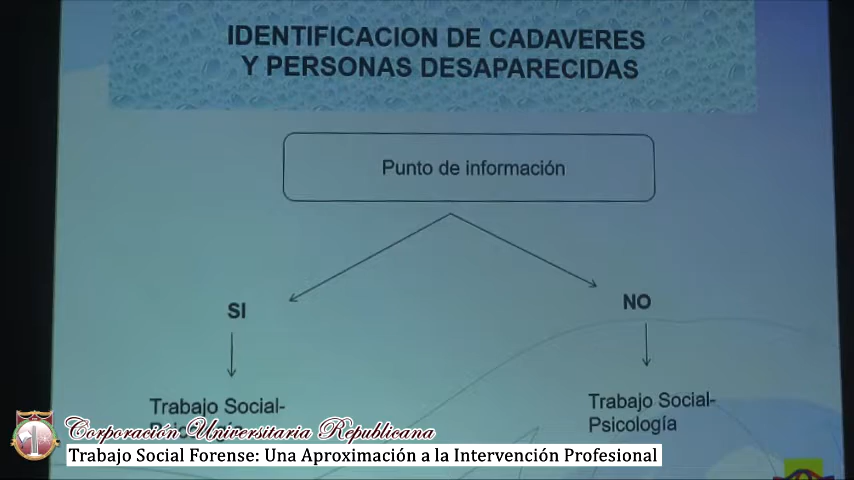 IDENTIFICACION DE CADAVERES
Y PERSONAS DESAPARECIDAS
Punto de información
SI
NO
Trabajo Social-
Trabajo Social-
Psicología
Corporación Universitaria Republicana
Trabajo Social Forense: Una Aproximación a la Intervención Profesional